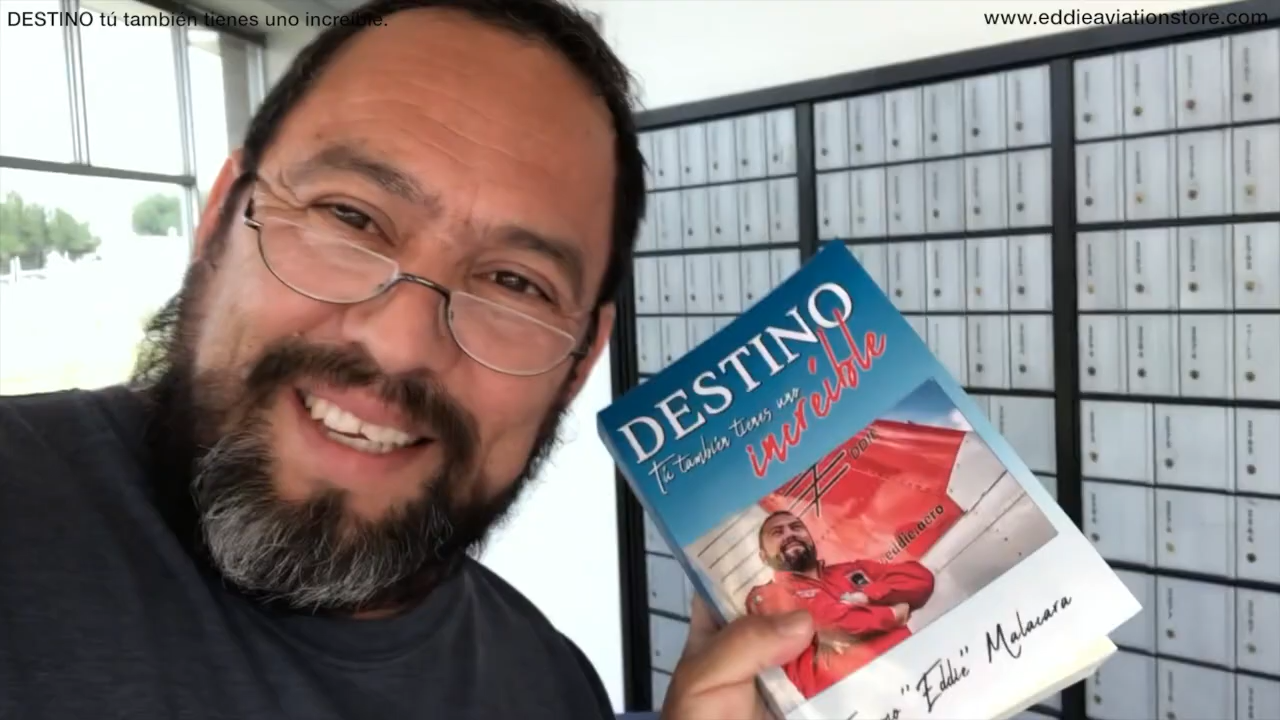 DESTINO tú también tienes uno increíble.
www.eddieaviationstore.com
DESTINO
Tú también tienes uno
increíble
EDDIE
eddie.aero
"Eddie" Malacara